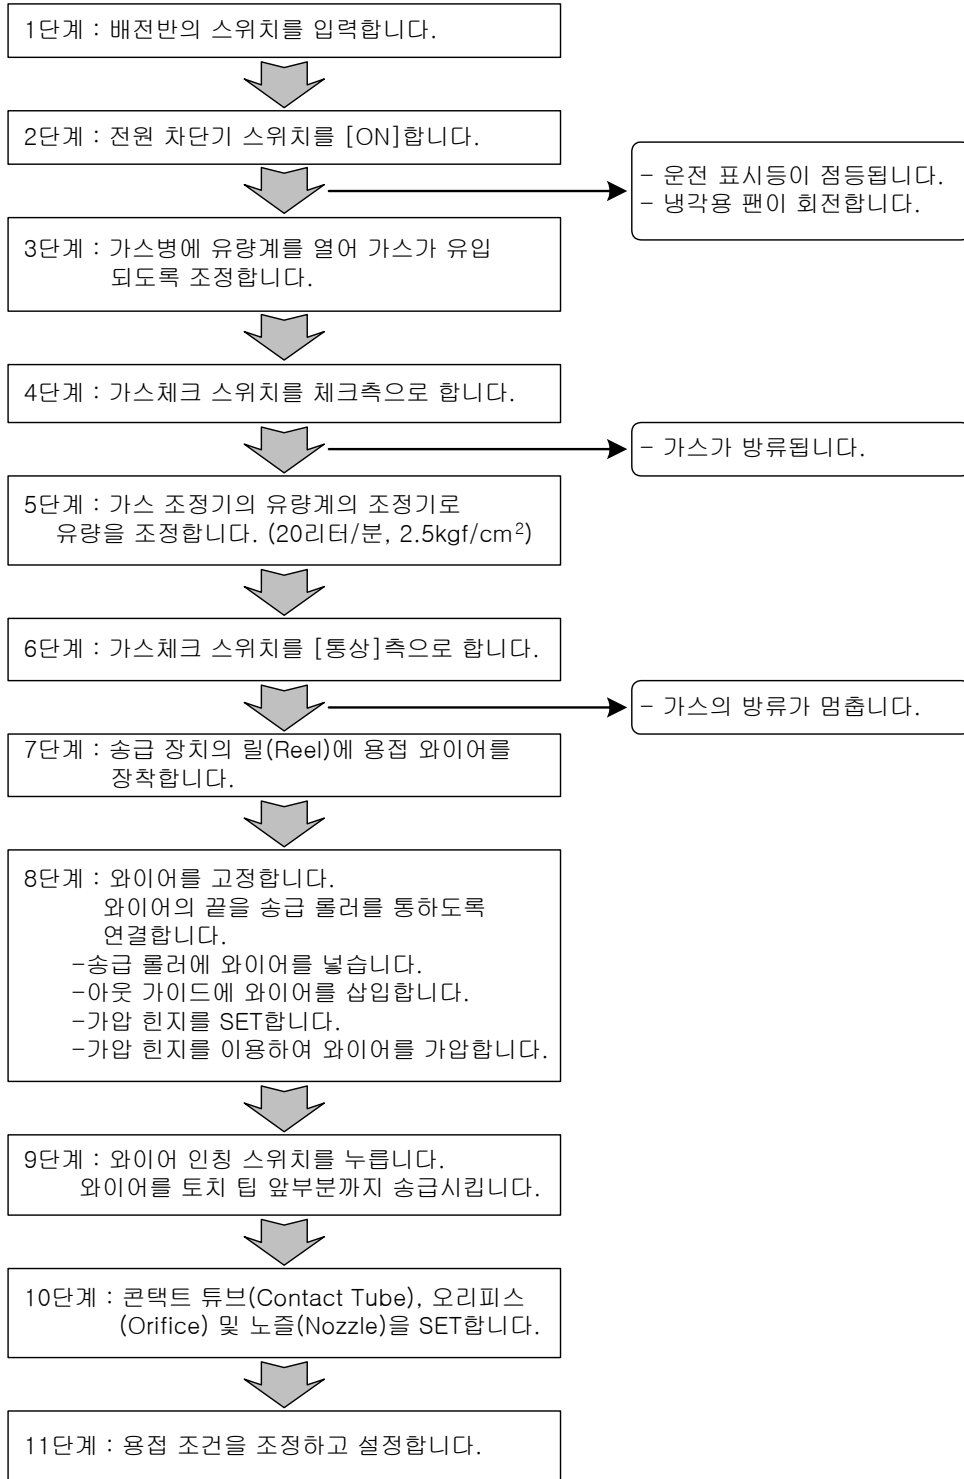 1단계 : 배전반의 스위치를 입력합니다.
2단계 : 전원 차단기 스위치를 [ON]합니다.
- 운전 표시등이 점등됩니다.
- 냉각용 팬이 회전합니다.
3단계 : 가스병에 유량계를 열어 가스가 유입
되도록 조정합니다.
4단계 : 가스체크 스위치를 체크측으로 합니다.
- 가스가 방류됩니다.
5단계 : 가스 조정기의 유량계의 조정기로
유량을 조정합니다. (20리터/분, 2.5kgf/cm²)
6단계 : 가스체크 스위치를 [통상]측으로 합니다.
- 가스의 방류가 멈춥니다.
7단계 : 송급 장치의 릴(Reel)에 용접 와이어를
장착합니다.
8단계 : 와이어를 고정합니다.
와이어의 끝을 송급 롤러를 통하도록
연결합니다.
-송급 롤러에 와이어를 넣습니다.
-아웃 가이드에 와이어를 삽입합니다.
-가압 힌지를 SET합니다.
-가압 힌지를 이용하여 와이어를 가압합니다.
9단계 : 와이어 인칭 스위치를 누릅니다.
와이어를 토치 팁 앞부분까지 송급시킵니다.
10단계 : 콘택트 튜브(Contact Tube), 오리피스
(Orifice) 및 노즐(Nozzle)을 SET합니다.
11단계 : 용접 조건을 조정하고 설정합니다.